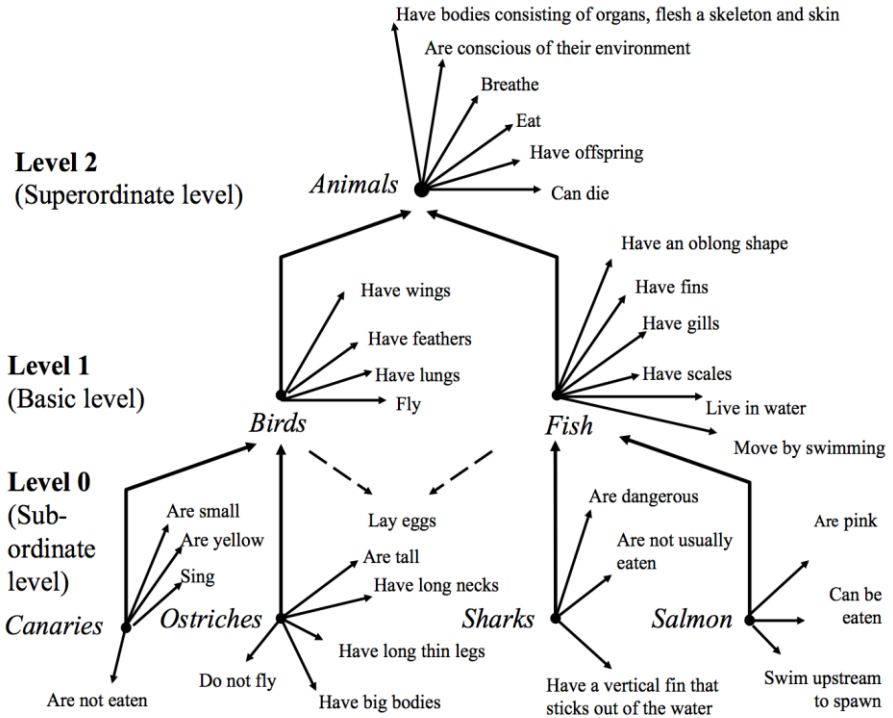 Have bodies consisting of organs, flesh a skeleton and skin
Are conscious of their environment
Breathe
Eat
Have offspring
Can die
Level 2
(Superordinate level)
Animals
Have an oblong shape
Have fins
Have gills
Have scales
Live in water
Move by swimming
Have wings
Have feathers
Have lungs
Fly
Level 1
(Basic level)
Birds
Fish
Lay eggs
Level 0
(Sub-
ordinate
level)
Are small
Are yellow
Sing
Canaries
Are not eaten
Are tall
Have long necks
Ostriches
Have long thin legs
Do not fly
Have big bodies
Are dangerous
Are not usually
eaten
Sharks
Have a vertical fin that
sticks out of the water
Are pink
Can be
eaten
Salmon
Swim upstream
to spawn